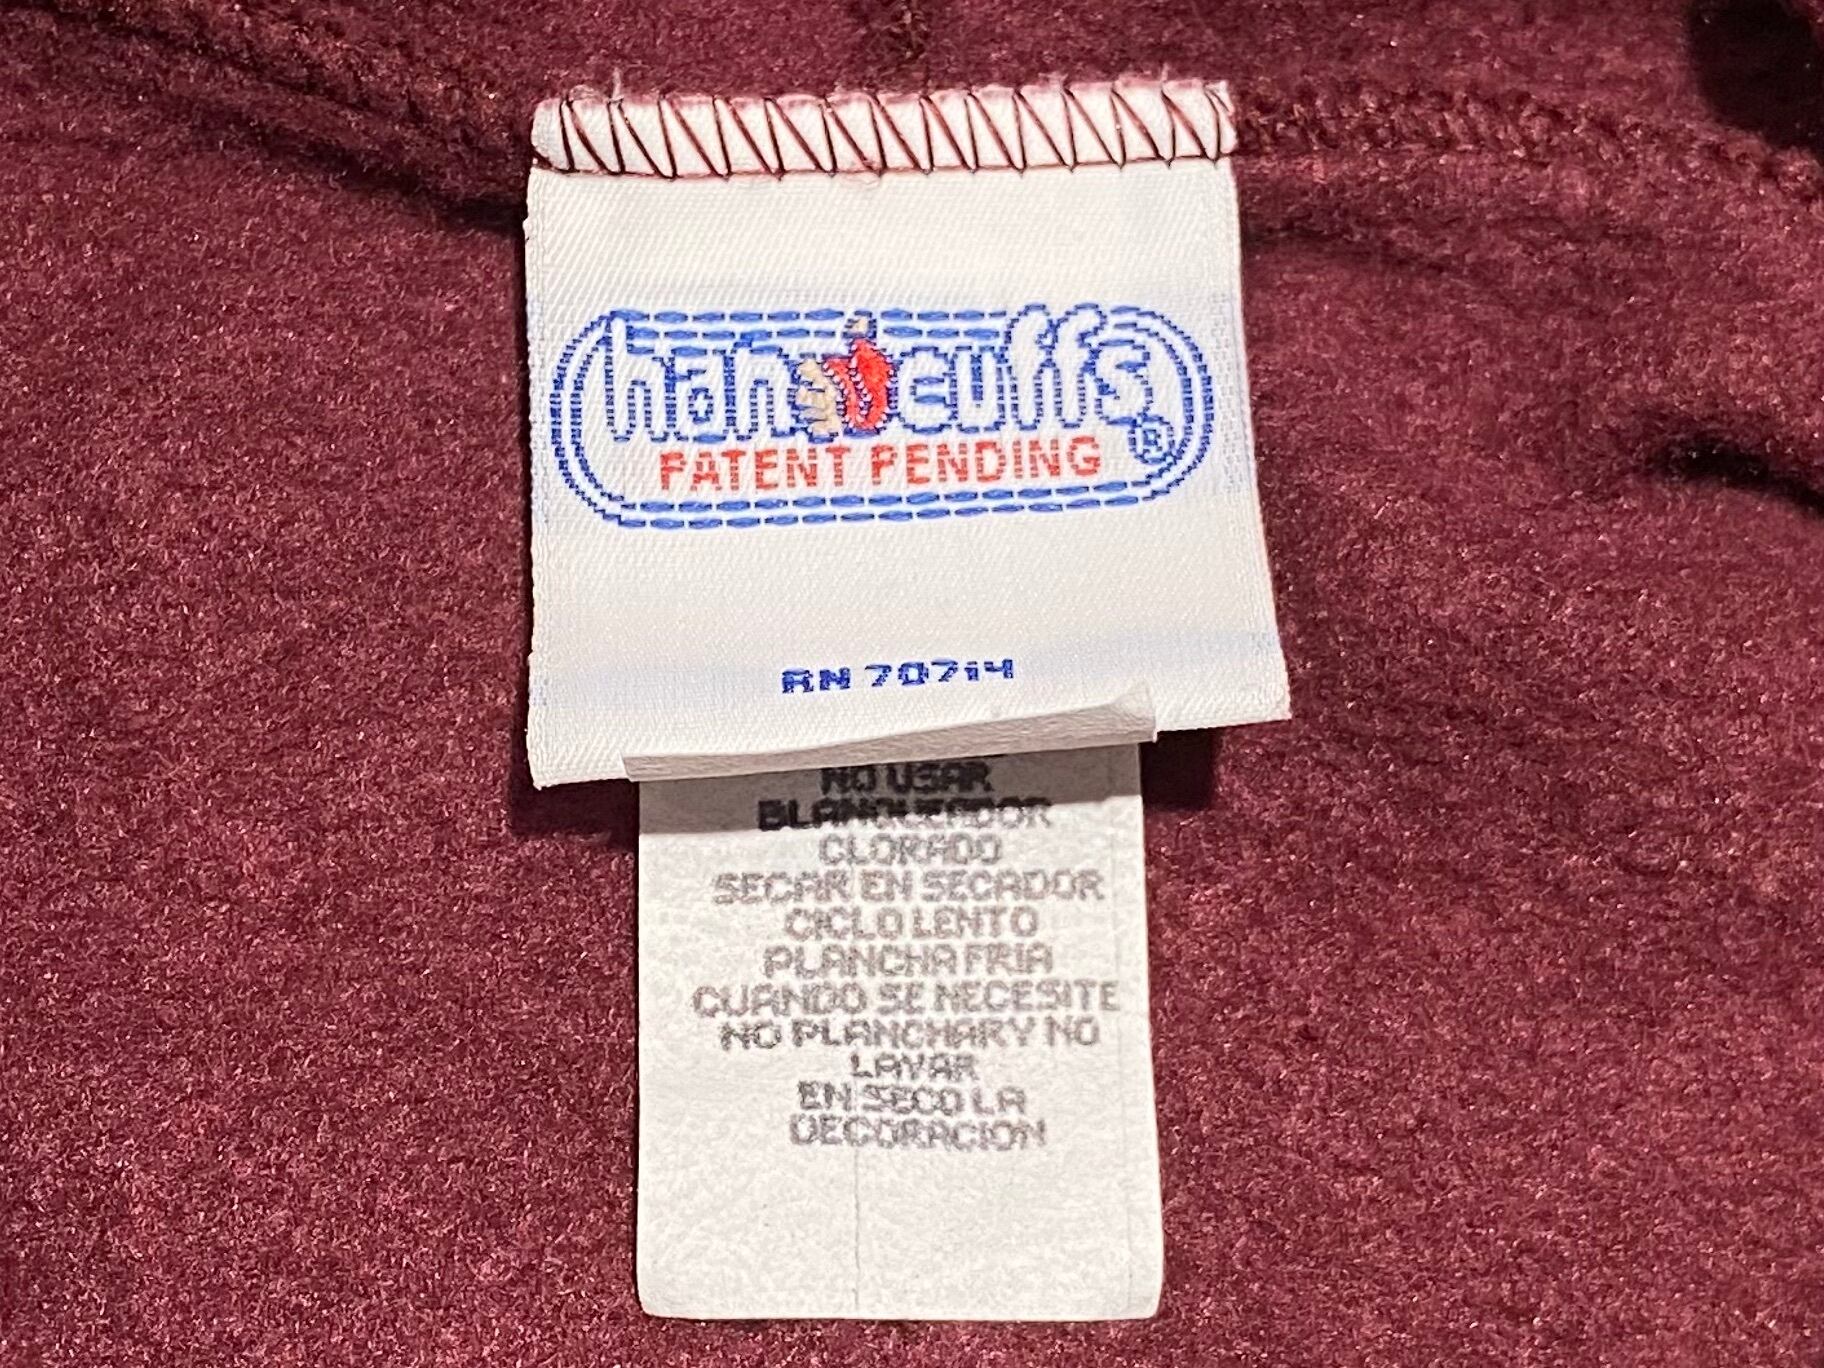 handcuffs®
PATENT PENDING
RN 70714
NO USAR
BLANQUEADOR
CLORADO
SECAR EN SECADOR
CICLO LENTO
PLANCHA FRIA
CUANDO SE NECESITE
NO PLANCHARY NO
LAVAR
EN SECO LA
DECORACION